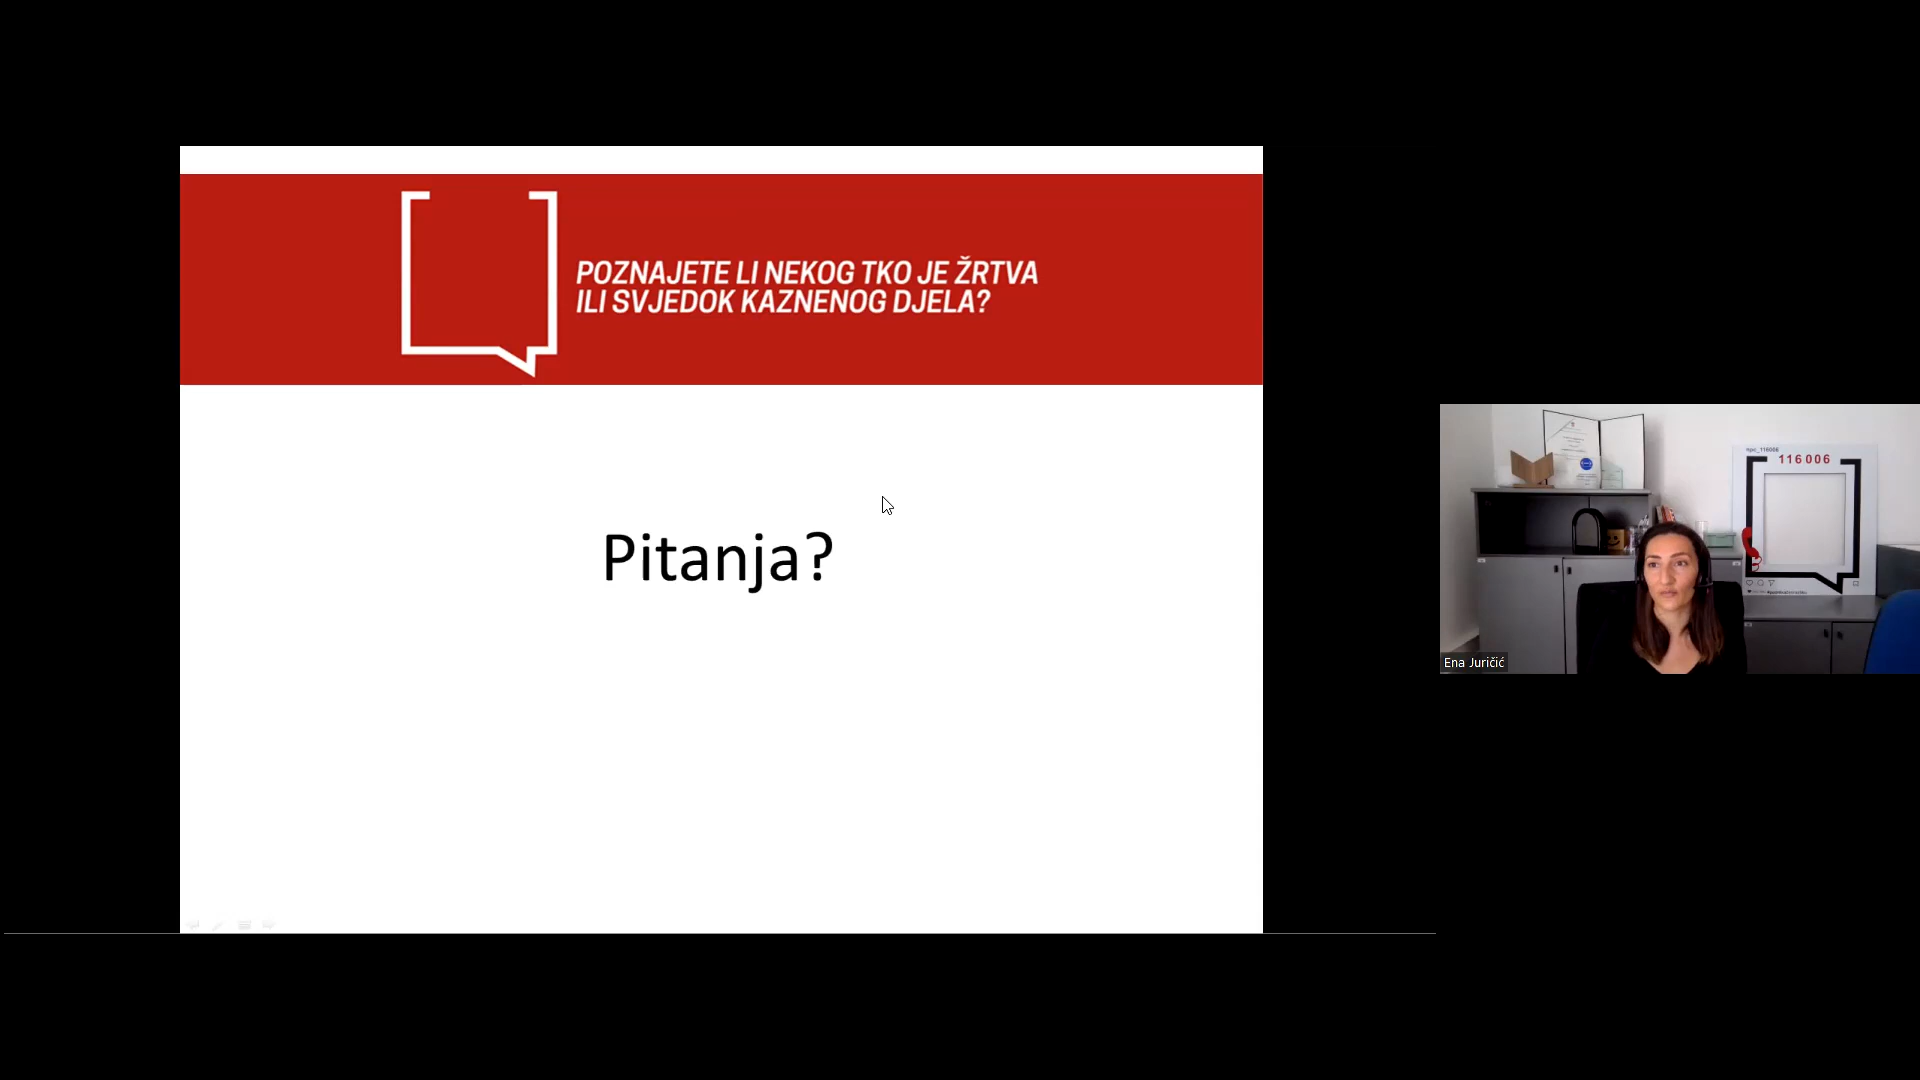 POZNAJETE LI NEKOG TKO JE ŽRTVA
ILI SVJEDOK KAZNENOG DJELA?
Pitanja?
116 006
Ena Juričić